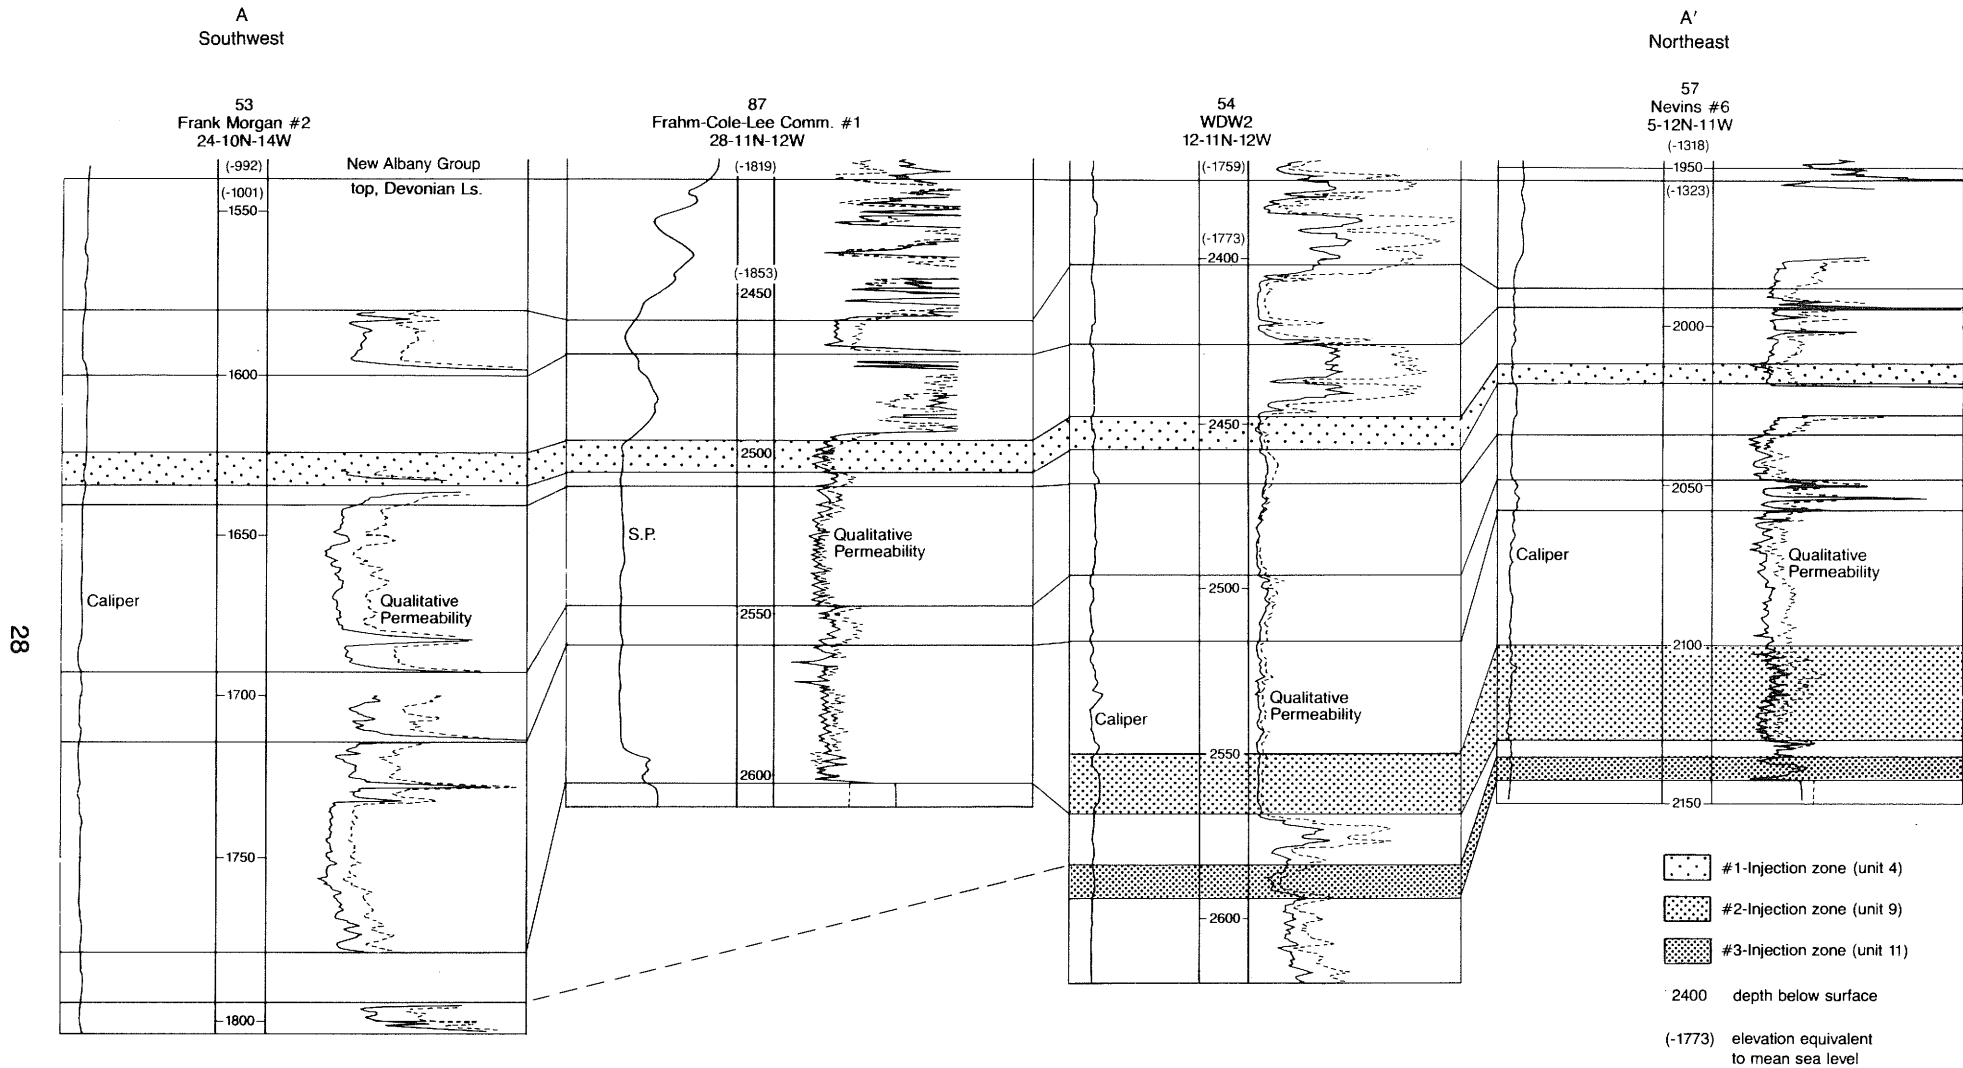 A
Southwest
A′
Northeast
53
Frank Morgan #2
24-10N-14W
87
Frahm-Cole-Lee Comm. #1
28-11N-12W
54
WDW2
12-11N-12W
57
Nevins #6
5-12N-11W
(-992)
New Albany Group
(-1001)
top, Devonian Ls.
1550
1600
1650
1700
1750
1800
Caliper
Qualitative
Permeability
(-1819)
(-1853)
2450
2500
2550
2600
S.P.
Qualitative
Permeability
(-1759)
(-1773)
2400
2450
2500
2550
2600
Caliper
Qualitative
Permeability
(-1318)
1950
(-1323)
2000
2050
2100
2150
Caliper
Qualitative
Permeability
#1-Injection zone (unit 4)
#2-Injection zone (unit 9)
#3-Injection zone (unit 11)
2400 depth below surface
(-1773) elevation equivalent
to mean sea level
28